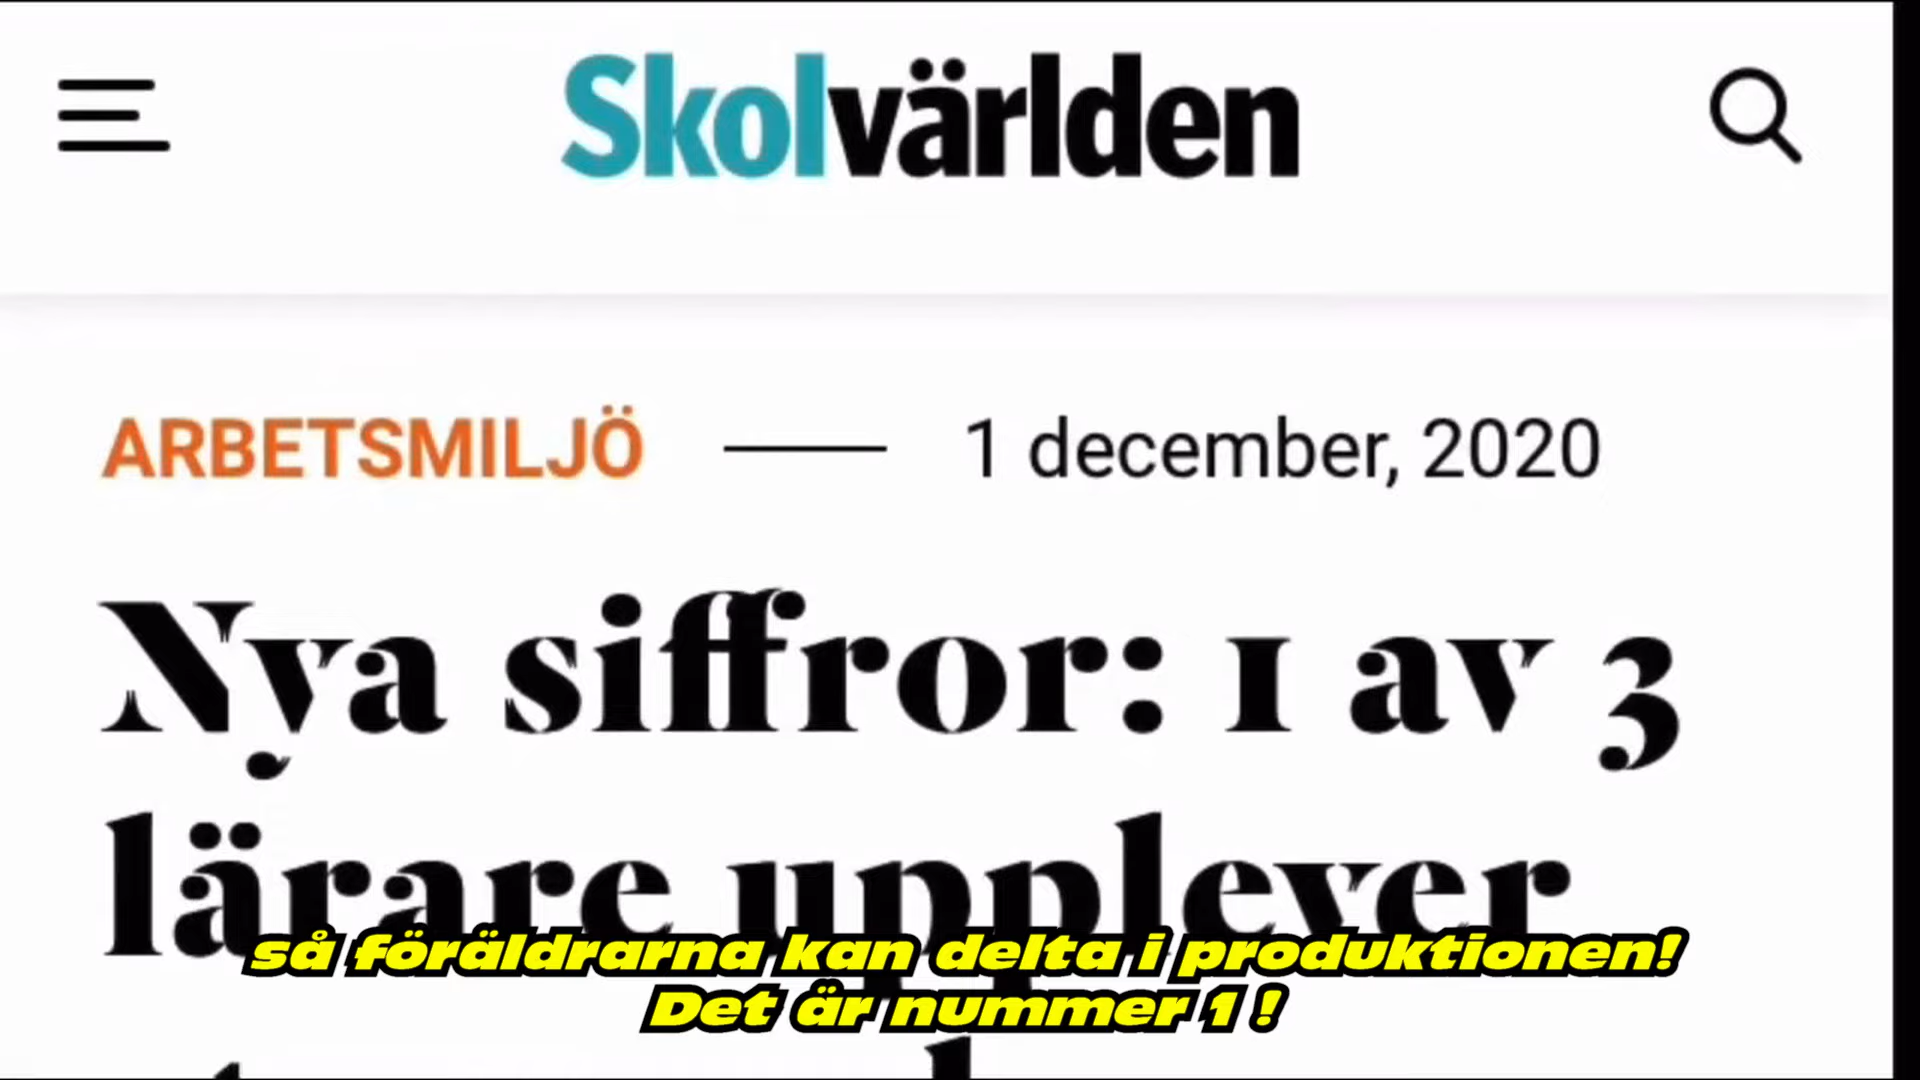 Skolvärlden
ARBETSMILJÖ — 1 december, 2020
Nya siffror: 1 av 3
lärare upplever
så föräldrarna kan delta i produktionen!
Det är nummer 1 !